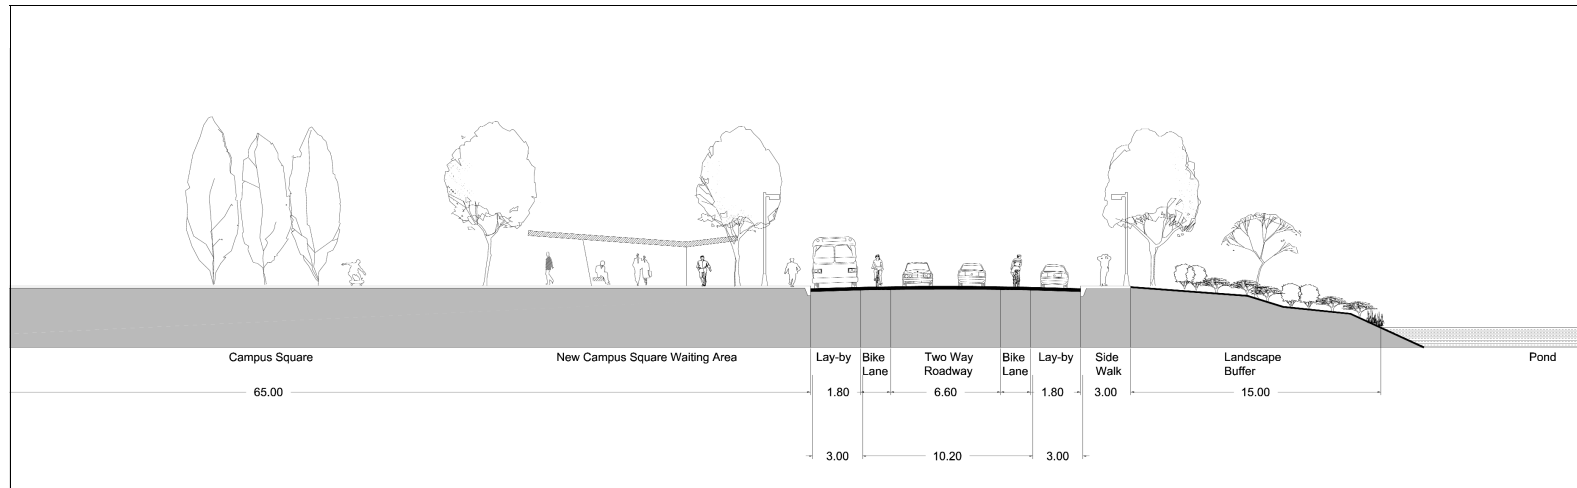 Campus Square
New Campus Square Waiting Area
Lay-by
Bike
Lane
Two Way
Roadway
Bike
Lane
Lay-by
Side
Walk
Landscape
Buffer
Pond
65.00
1.80
6.60
1.80
3.00
15.00
3.00
10.20
3.00